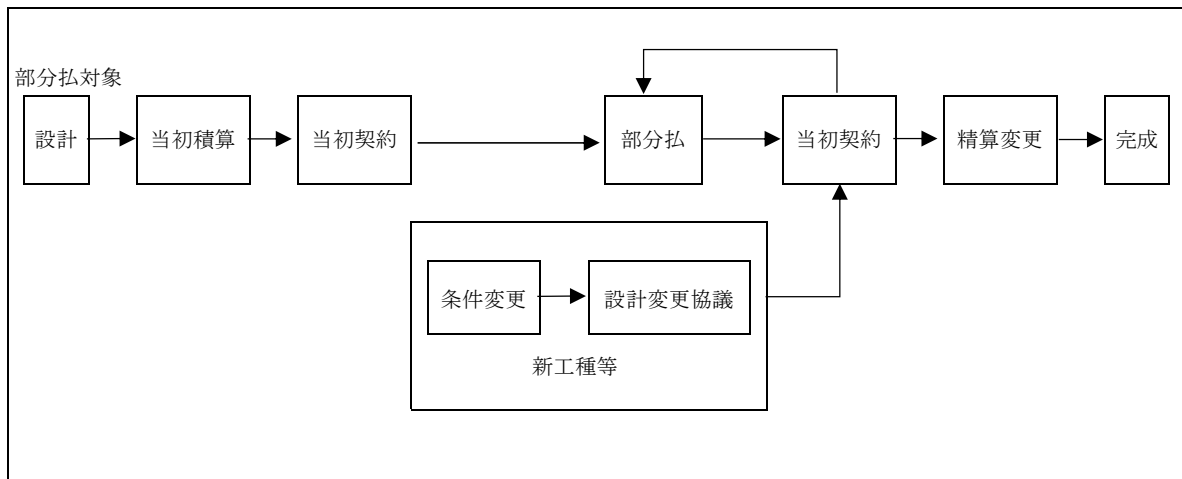 部分払対象
設計
当初積算
当初契約
部分払
当初契約
精算変更
完成
条件変更
設計変更協議
新工種等